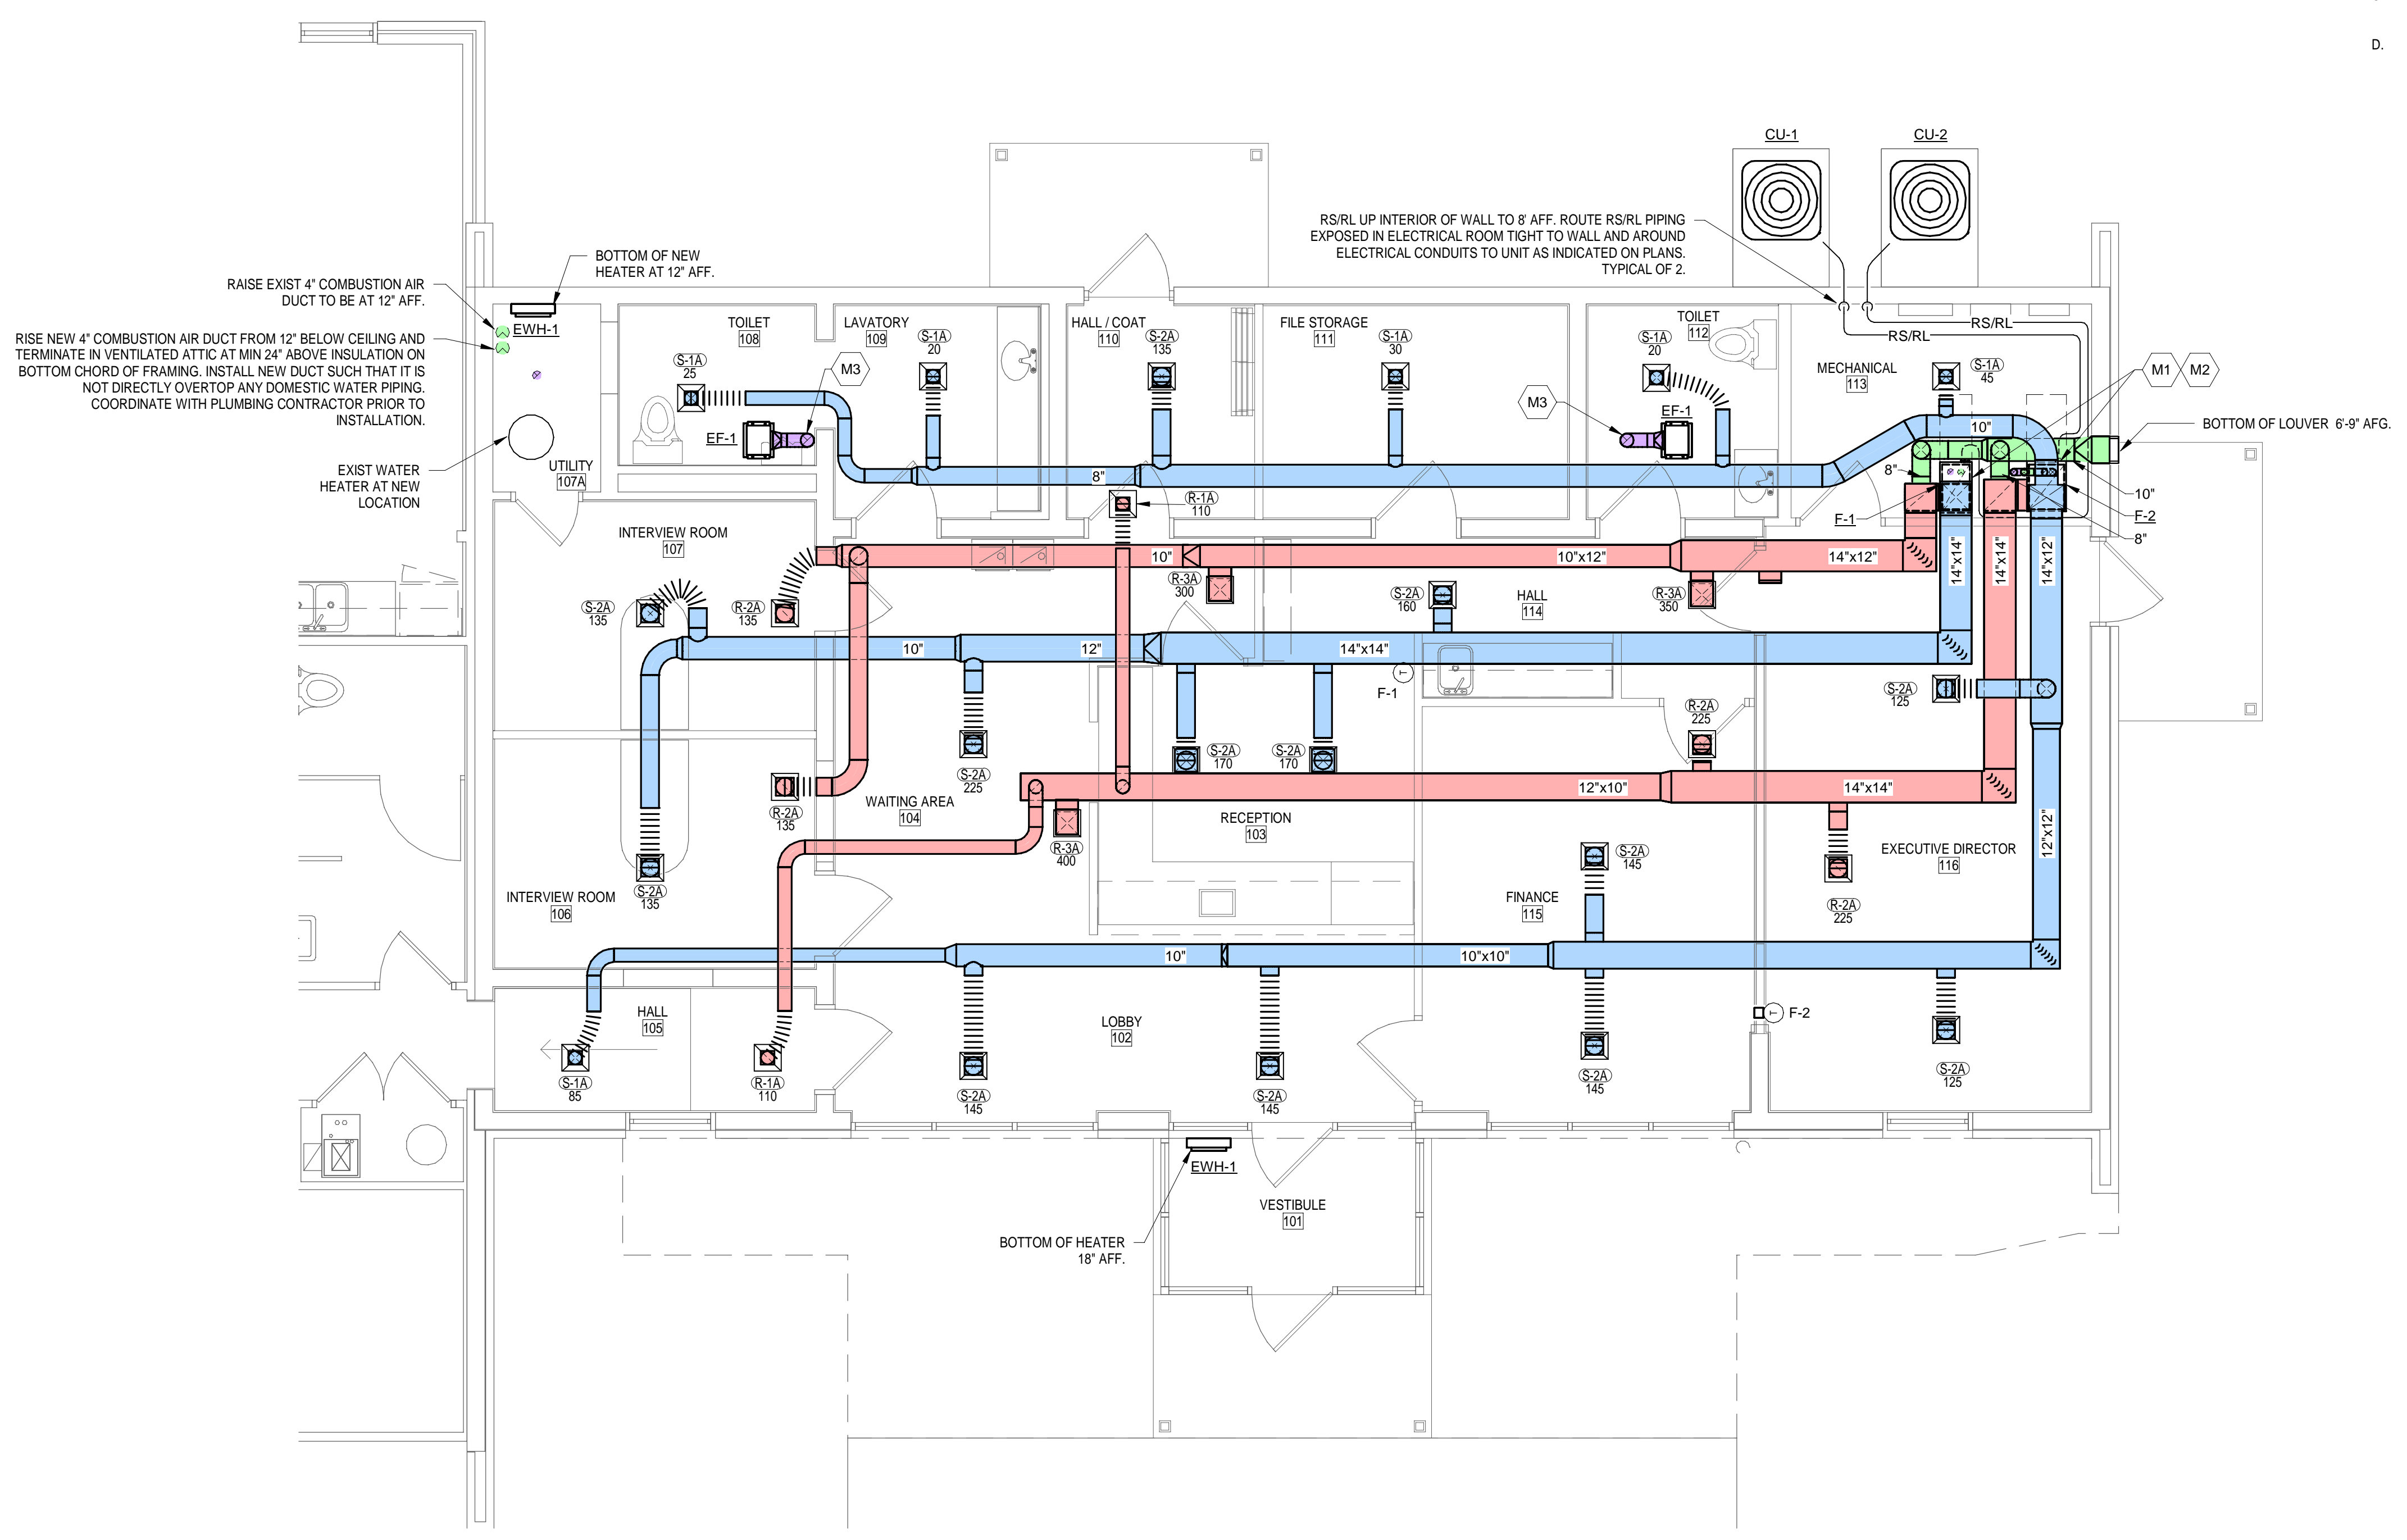 D.
CU-1
CU-2
RS/RL UP INTERIOR OF WALL TO 8' AFF. ROUTE RS/RL PIPING
EXPOSED IN ELECTRICAL ROOM TIGHT TO WALL AND AROUND
ELECTRICAL CONDUITS TO UNIT AS INDICATED ON PLANS.
TYPICAL OF 2.
BOTTOM OF NEW
HEATER AT 12" AFF.
RAISE EXIST 4" COMBUSTION AIR
DUCT TO BE AT 12" AFF.
EWH-1
RISE NEW 4" COMBUSTION AIR DUCT FROM 12" BELOW CEILING AND
TERMINATE IN VENTILATED ATTIC AT MIN 24" ABOVE INSULATION ON
BOTTOM CHORD OF FRAMING. INSTALL NEW DUCT SUCH THAT IT IS
NOT DIRECTLY OVERTOP ANY DOMESTIC WATER PIPING.
COORDINATE WITH PLUMBING CONTRACTOR PRIOR TO
INSTALLATION.
EXIST WATER
HEATER AT NEW
LOCATION
UTILITY
107A
TOILET
108
S-1A
25
EF-1
M3
LAVATORY
109
S-1A
20
HALL / COAT
110
S-2A
135
FILE STORAGE
111
S-1A
30
TOILET
112
S-1A
20
M3
EF-1
RS/RL
RS/RL
MECHANICAL
113
S-1A
45
M1
M2
BOTTOM OF LOUVER 6'-9" AFG.
10"
8"
8"
10"
F-1
F-2
8"
R-1A
110
INTERVIEW ROOM
107
10"
10"x12"
14"x12"
14"x14"
14"x14"
14"x12"
S-2A
135
R-2A
135
R-3A
300
S-2A
160
HALL
114
R-3A
350
10"
12"
14"x14"
F-1
T
S-2A
125
R-2A
225
S-2A
225
S-2A
170
S-2A
170
R-2A
135
WAITING AREA
104
12"x10"
14"x14"
RECEPTION
103
R-3A
400
S-2A
145
EXECUTIVE DIRECTOR
116
12"x12"
INTERVIEW ROOM
106
S-2A
135
FINANCE
115
R-2A
225
10"
10"x10"
HALL
105
LOBBY
102
T
F-2
S-1A
85
R-1A
110
S-2A
145
S-2A
145
S-2A
145
S-2A
125
EWH-1
VESTIBULE
101
BOTTOM OF HEATER
18" AFF.